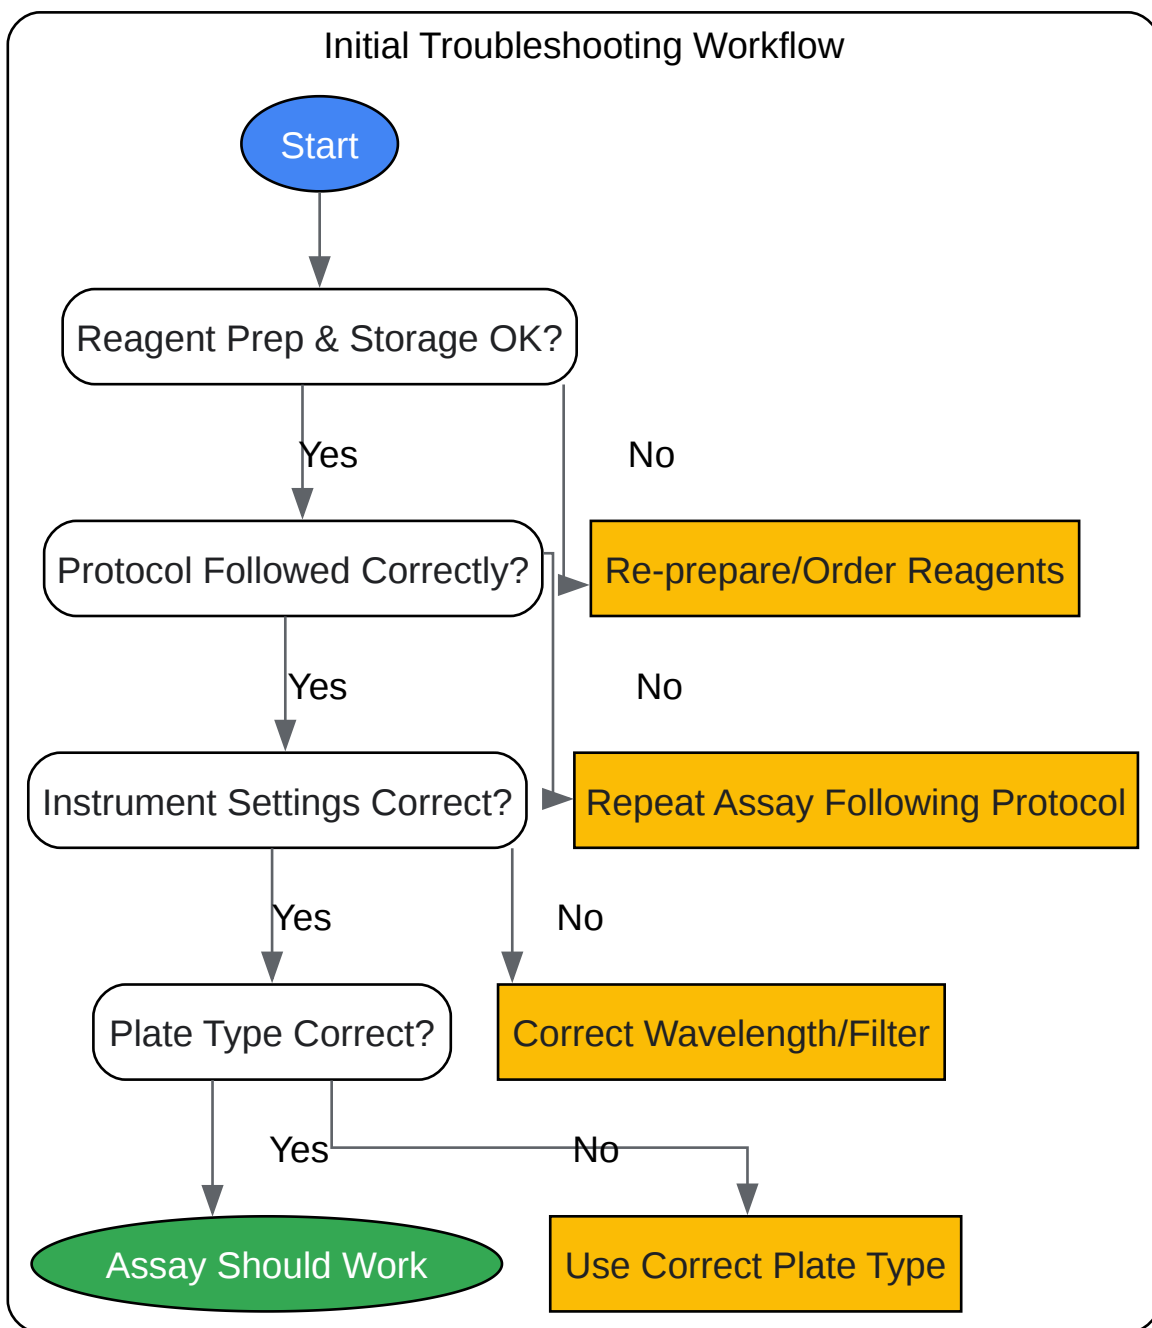 Initial Troubleshooting Workflow
Start
Reagent Prep & Storage OK?
Yes
No
Protocol Followed Correctly?
Re-prepare/Order Reagents
Yes
No
Instrument Settings Correct?
Repeat Assay Following Protocol
Yes
No
Plate Type Correct?
Correct Wavelength/Filter
Yes
No
Assay Should Work
Use Correct Plate Type